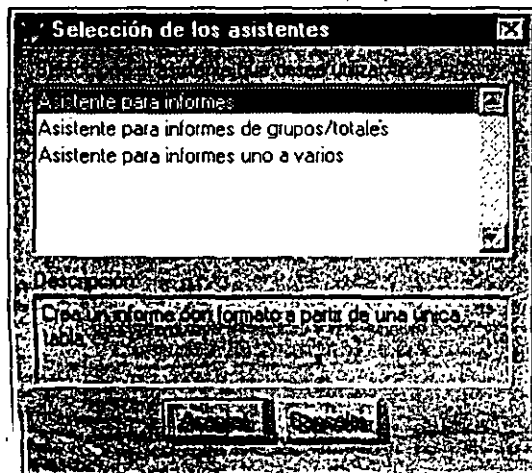 Selección de los asistentes
Asistente para informes
Asistente para informes de grupos/totales
Asistente para informes uno a varios
Descripción:
Crea un informe con formato a partir de una única
tabla.
Aceptar Cancelar